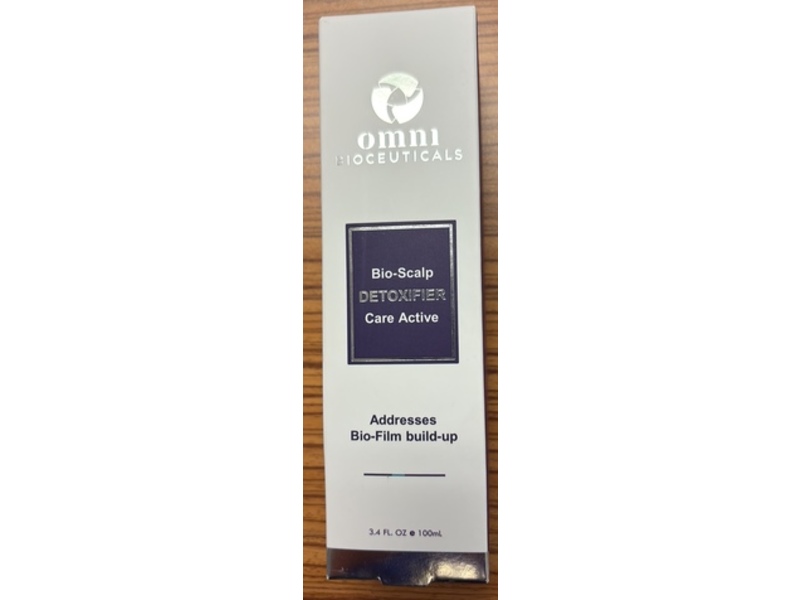 omni
BIOCEUTICALS
Bio-Scalp
DETOXIFIER
Care Active
Addresses
Bio-Film build-up
3.4 FL. OZ e 100mL